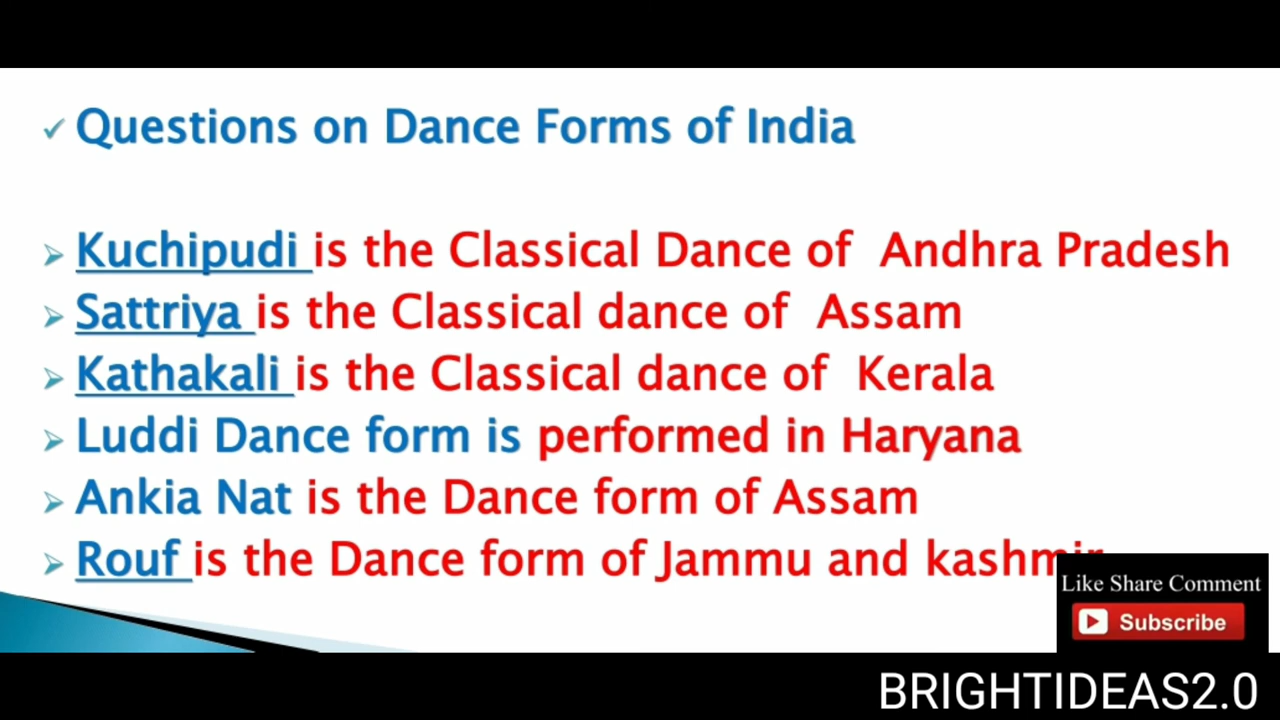 Questions on Dance Forms of India
Kuchipudi is the Classical Dance of Andhra Pradesh
Sattriya is the Classical dance of Assam
Kathakali is the Classical dance of Kerala
Luddi Dance form is performed in Haryana
Ankia Nat is the Dance form of Assam
Rouf is the Dance form of Jammu and kashmir
Like Share Comment
Subscribe
BRIGHTIDEAS2.0